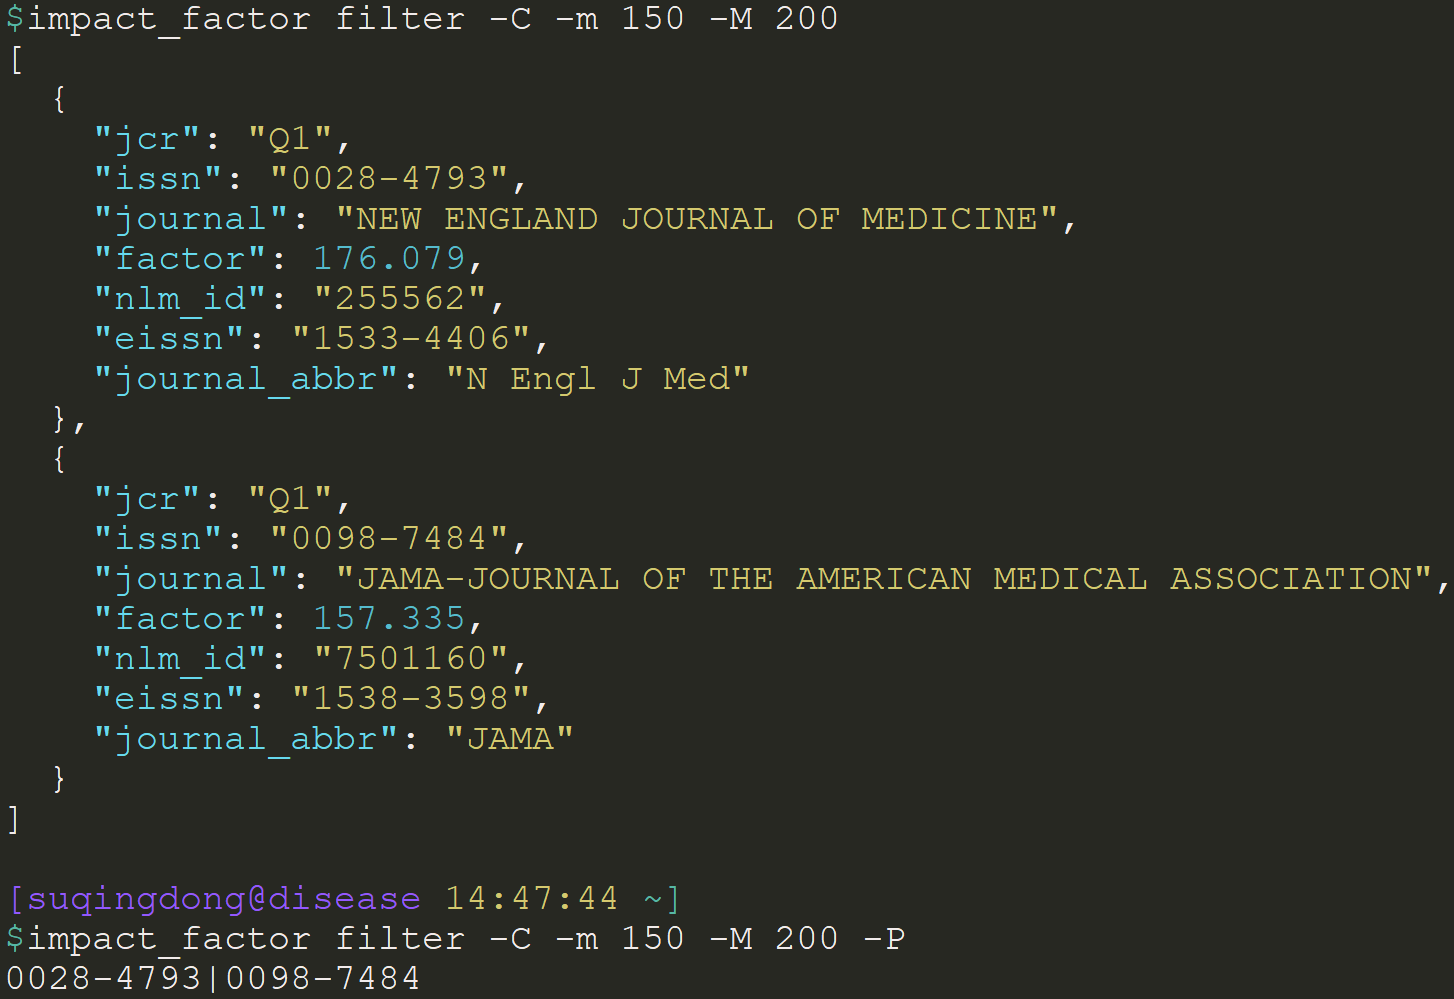 $impact_factor filter -C -m 150 -M 200
[
  {
    "jcr": "Q1",
    "issn": "0028-4793",
    "journal": "NEW ENGLAND JOURNAL OF MEDICINE",
    "factor": 176.079,
    "nlm_id": "255562",
    "eissn": "1533-4406",
    "journal_abbr": "N Engl J Med"
  },
  {
    "jcr": "Q1",
    "issn": "0098-7484",
    "journal": "JAMA-JOURNAL OF THE AMERICAN MEDICAL ASSOCIATION",
    "factor": 157.335,
    "nlm_id": "7501160",
    "eissn": "1538-3598",
    "journal_abbr": "JAMA"
  }
]
[suqingdong@disease 14:47:44 ~]
$impact_factor filter -C -m 150 -M 200 -P
0028-4793|0098-7484